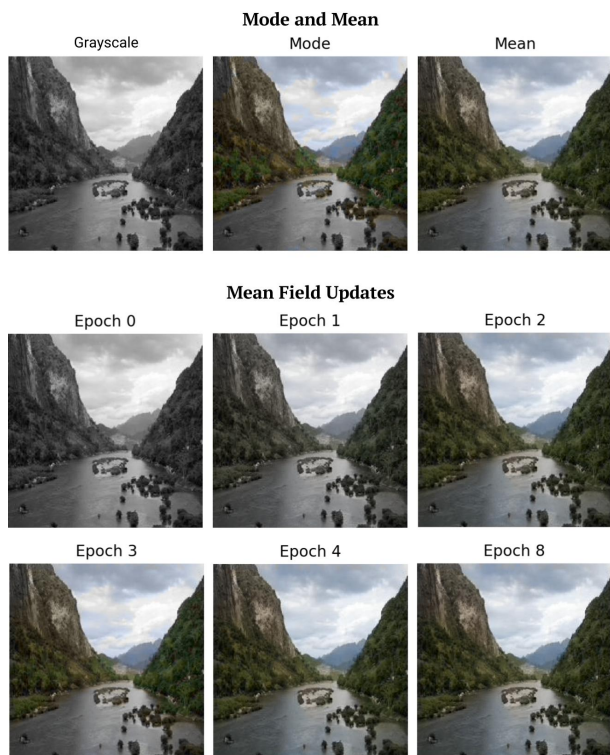 Mode and Mean
Grayscale Mode Mean
Mean Field Updates
Epoch 0 Epoch 1 Epoch 2
Epoch 3 Epoch 4 Epoch 8